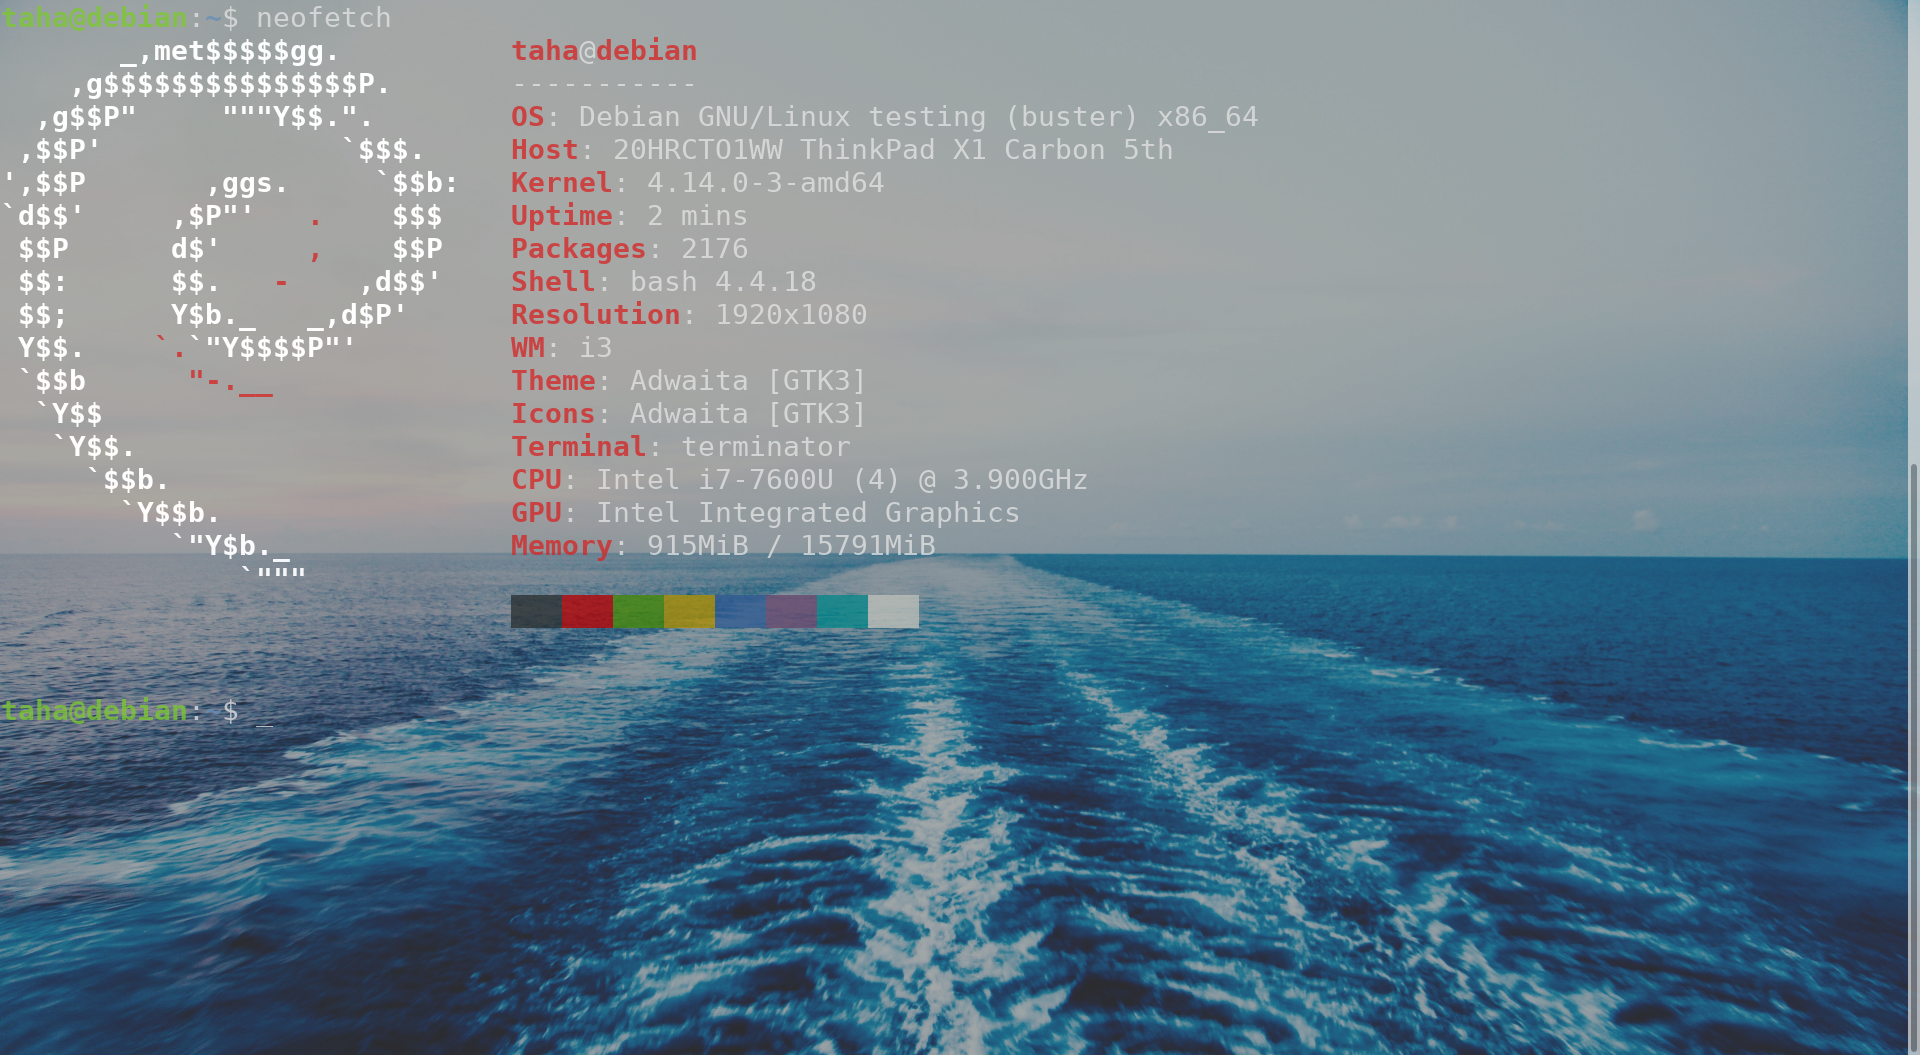 taha@debian:~$ neofetch
       _,met$$$$$gg.          taha@debian
    ,g$$$$$$$$$$$$$$$P.       -----------
  ,g$$P"     """Y$$.".        OS: Debian GNU/Linux testing (buster) x86_64
 ,$$P'              `$$$.     Host: 20HRCTO1WW ThinkPad X1 Carbon 5th
',$$P       ,ggs.     `$$b:   Kernel: 4.14.0-3-amd64
`d$$'     ,$P"'   .    $$$    Uptime: 2 mins
 $$P      d$'     ,    $$P    Packages: 2176
 $$:      $$.   -    ,d$$'    Shell: bash 4.4.18
 $$;      Y$b._   _,d$P'      Resolution: 1920x1080
 Y$$.    `.`"Y$$$$P"'         WM: i3
 `$$b      "-.__              Theme: Adwaita [GTK3]
  `Y$$                        Icons: Adwaita [GTK3]
   `Y$$.                      Terminal: terminator
     `$$b.                    CPU: Intel i7-7600U (4) @ 3.900GHz
       `Y$$b.                 GPU: Intel Integrated Graphics
          `"Y$b._             Memory: 915MiB / 15791MiB
              `"""
taha@debian: $ _